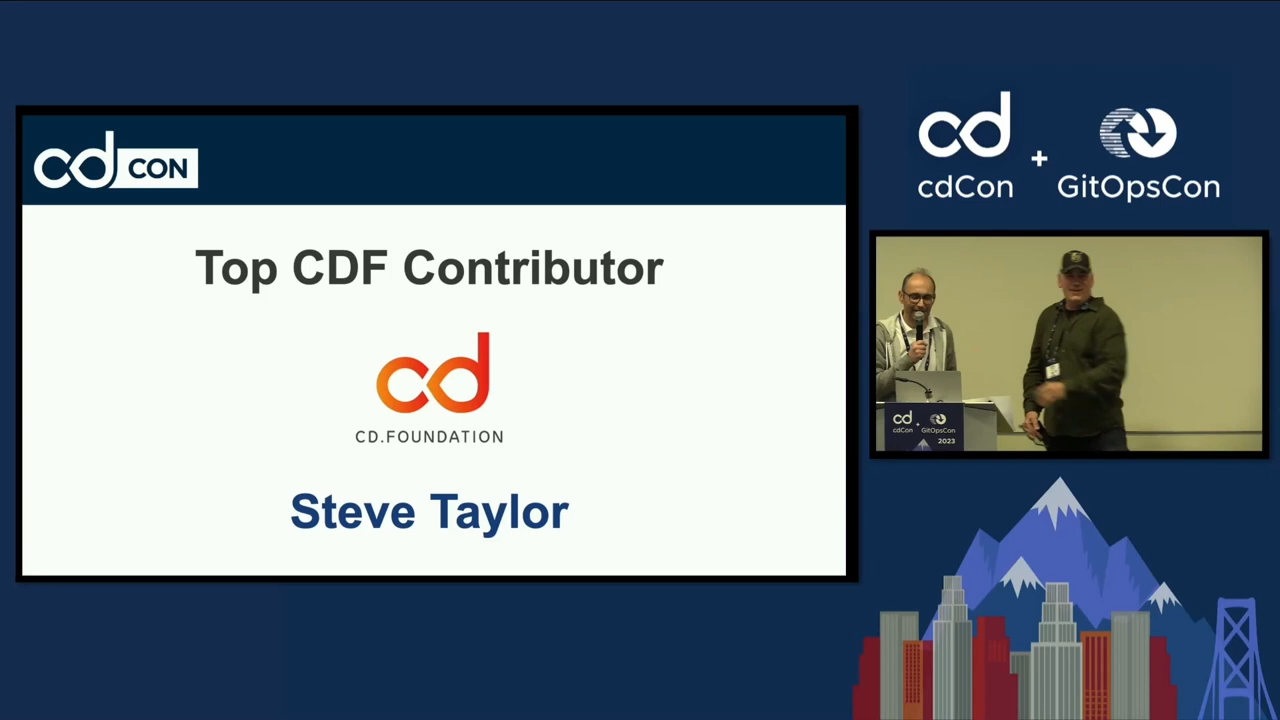 cd CON
Top CDF Contributor
cd
CD.FOUNDATION
Steve Taylor
cd
cdCon
+
GitOpsCon
cd
cdCon
+
GitOpsCon
2023